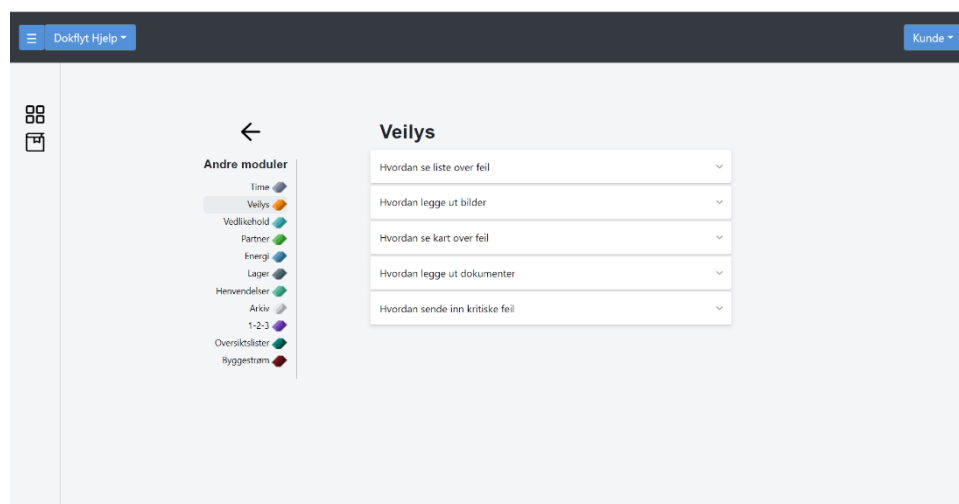 Dokflyt Hjelp
Kunde
Andre moduler
Time
Veilys
Vedlikehold
Partner
Energi
Lager
Henvendelser
Arkiv
1-2-3
Oversiktslister
Byggestrøm
Veilys
Hvordan se liste over feil
Hvordan legge ut bilder
Hvordan se kart over feil
Hvordan legge ut dokumenter
Hvordan sende inn kritiske feil